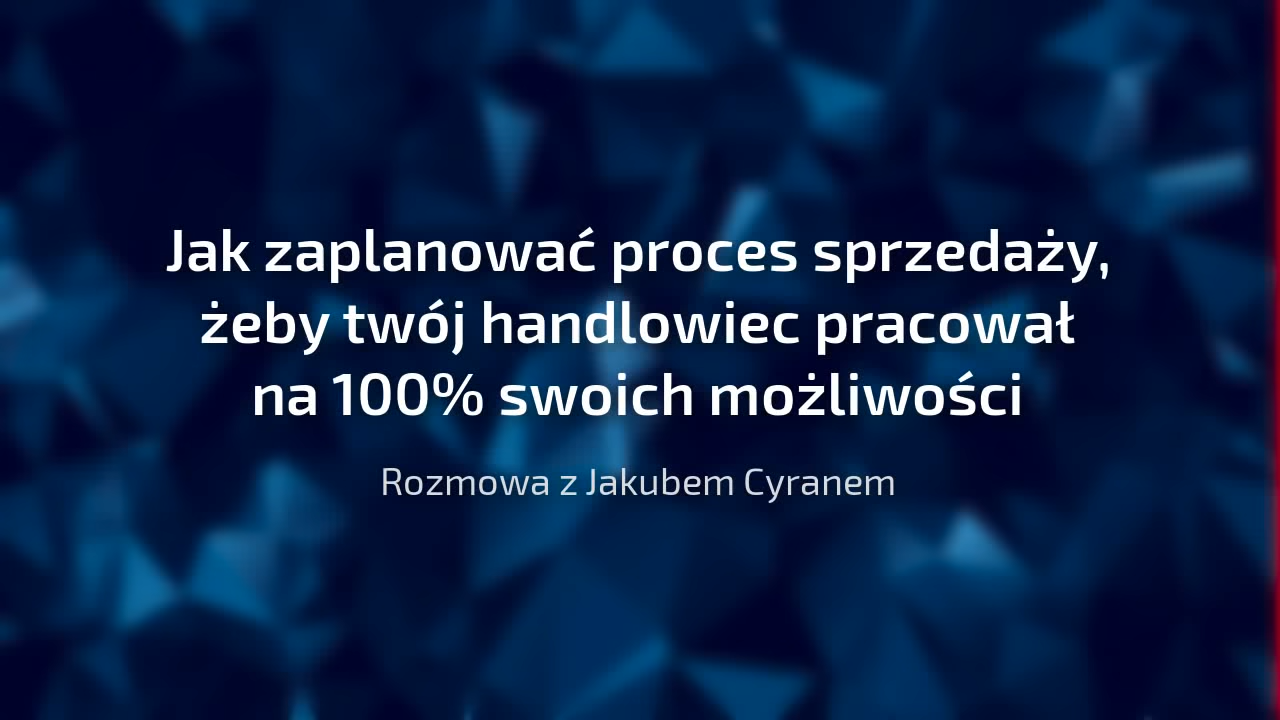 Jak zaplanować proces sprzedaży,
żeby twój handlowiec pracował
na 100% swoich możliwości
Rozmowa z Jakubem Cyranem